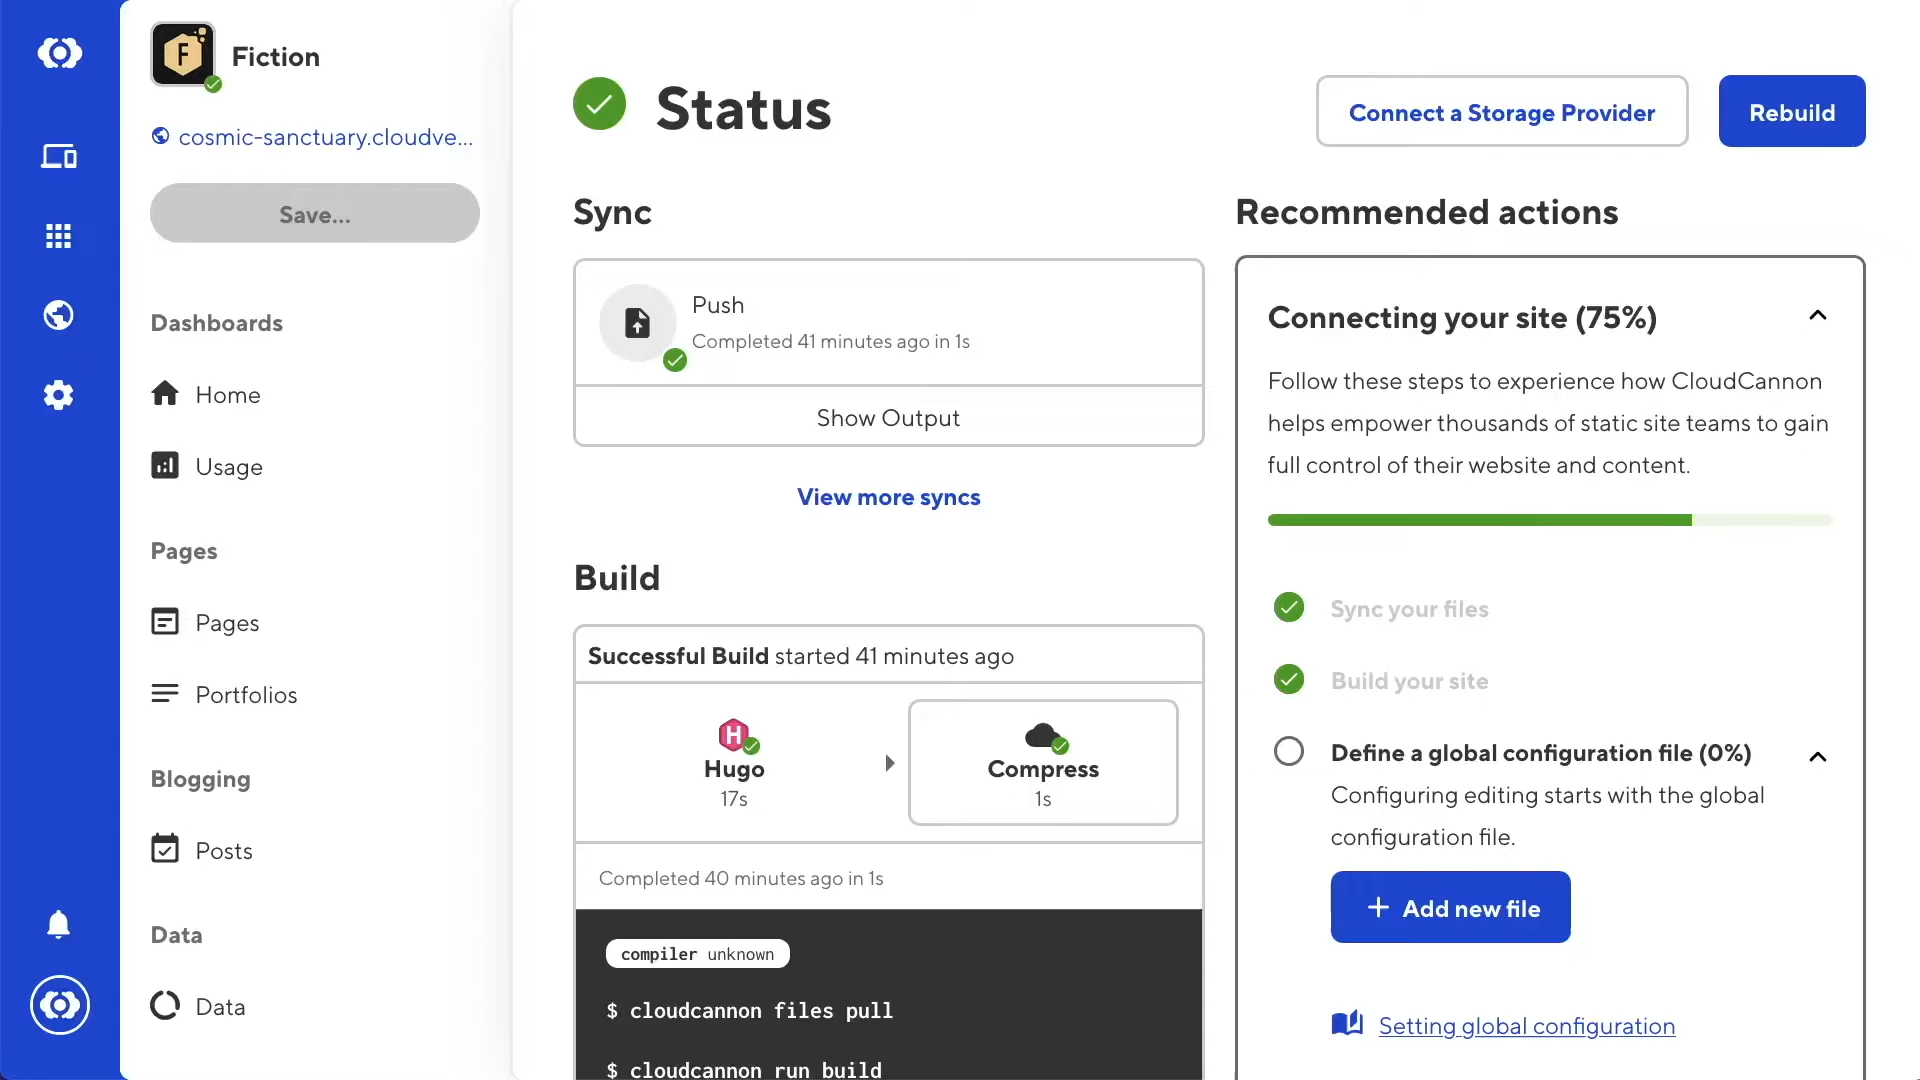 Fiction
cosmic-sanctuary.cloudve...
Save...
Dashboards
Home
Usage
Pages
Pages
Portfolios
Blogging
Posts
Data
Data
Status
Connect a Storage Provider
Rebuild
Sync
Push
Completed 41 minutes ago in 1s
Show Output
View more syncs
Build
Successful Build started 41 minutes ago
Hugo
17s
Compress
1s
Completed 40 minutes ago in 1s
compiler unknown
$ cloudcannon files pull
$ cloudcannon run build
Recommended actions
Connecting your site (75%)
Follow these steps to experience how CloudCannon
helps empower thousands of static site teams to gain
full control of their website and content.
Sync your files
Build your site
Define a global configuration file (0%)
Configuring editing starts with the global
configuration file.
+ Add new file
Setting global configuration